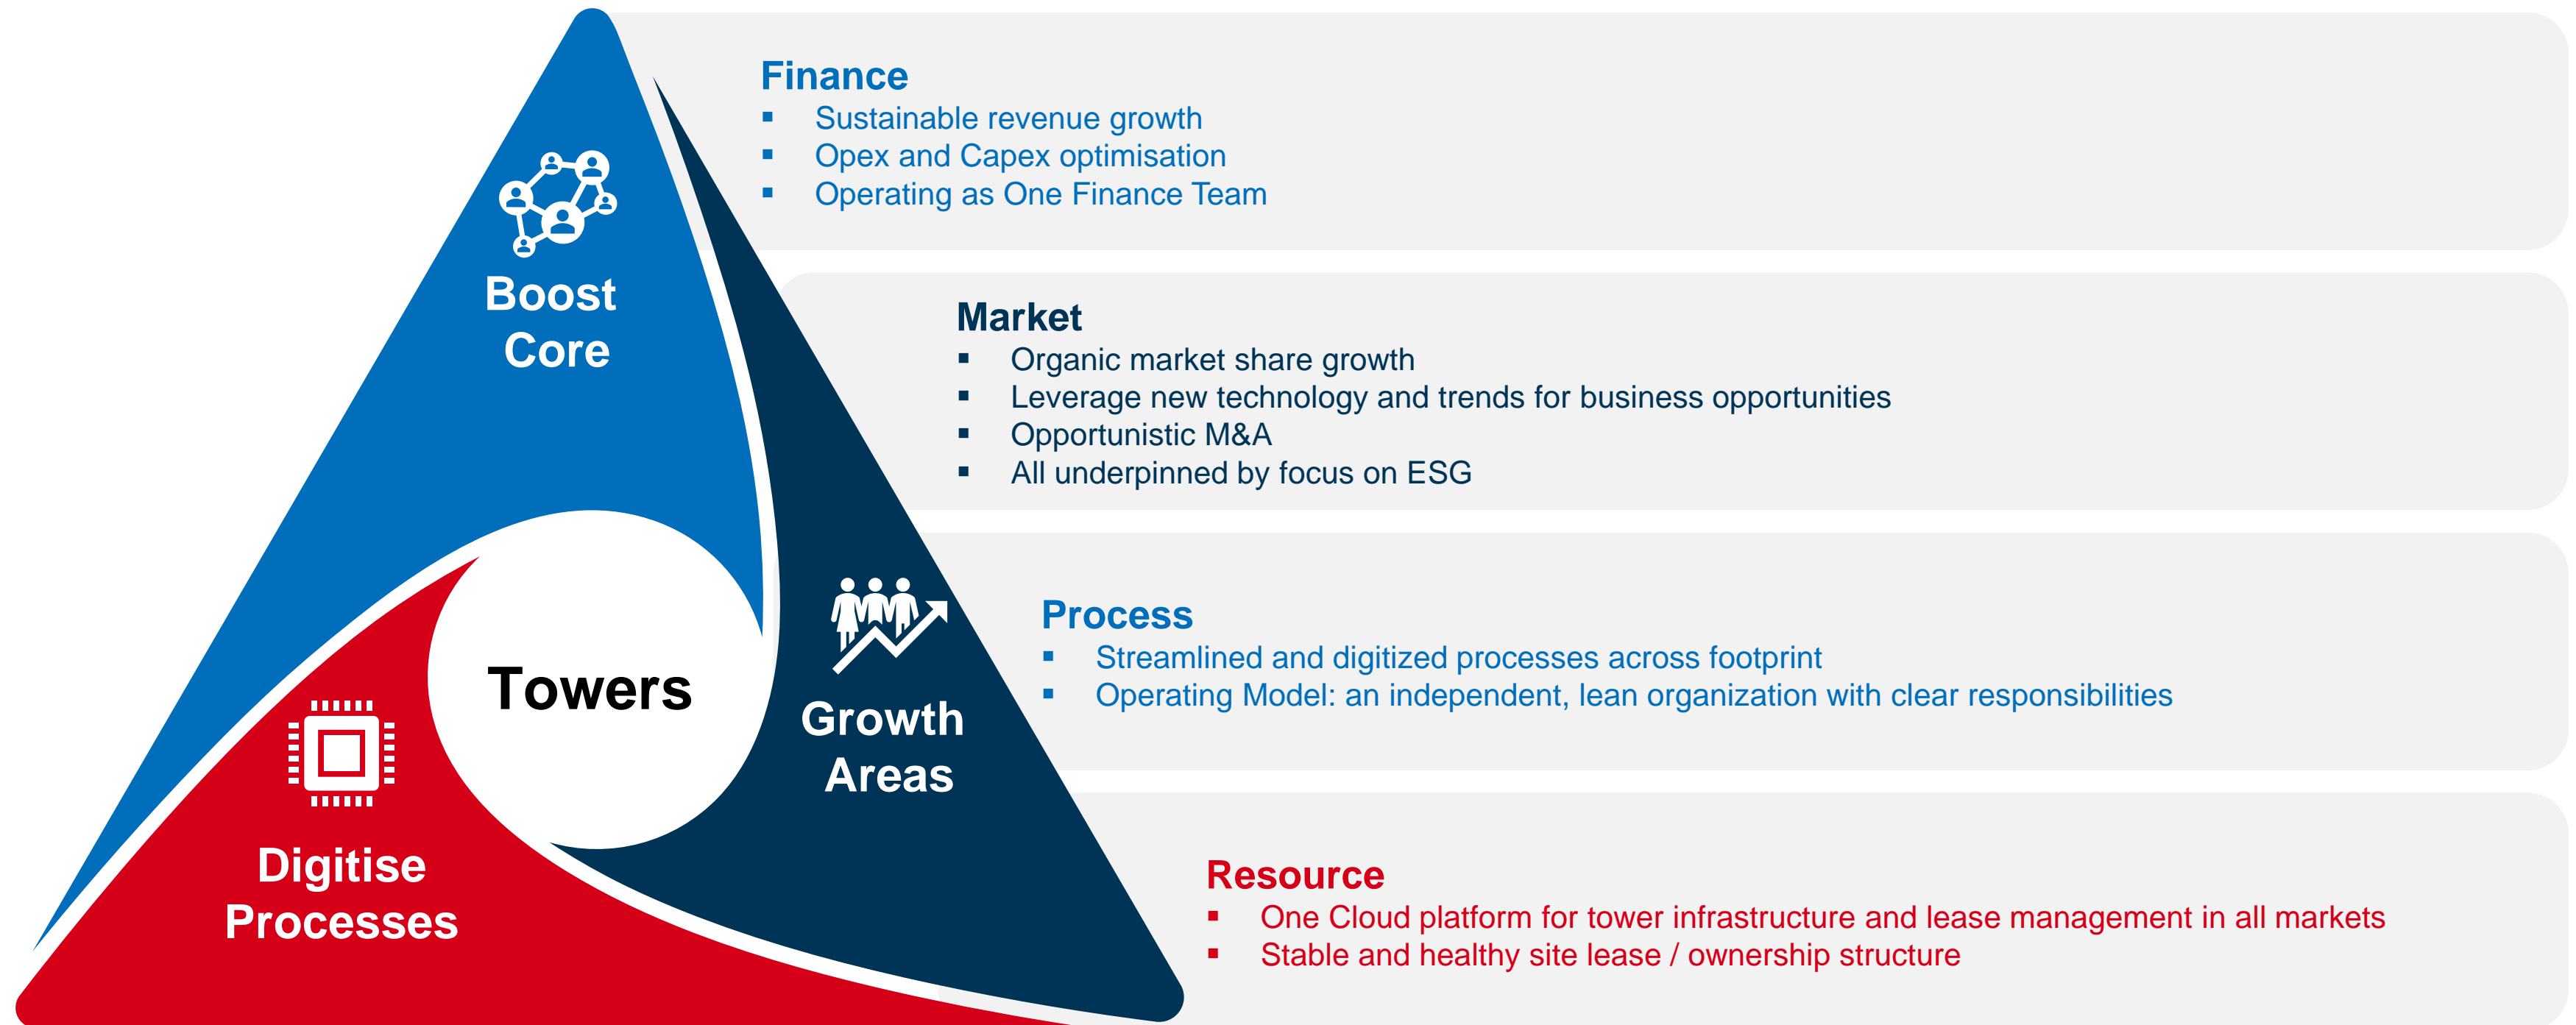 Boost
Core
Towers
Growth
Areas
Digitise
Processes
Finance
▪ Sustainable revenue growth
▪ Opex and Capex optimisation
▪ Operating as One Finance Team
Market
▪ Organic market share growth
▪ Leverage new technology and trends for business opportunities
▪ Opportunistic M&A
▪ All underpinned by focus on ESG
Process
▪ Streamlined and digitized processes across footprint
▪ Operating Model: an independent, lean organization with clear responsibilities
Resource
▪ One Cloud platform for tower infrastructure and lease management in all markets
▪ Stable and healthy site lease / ownership structure